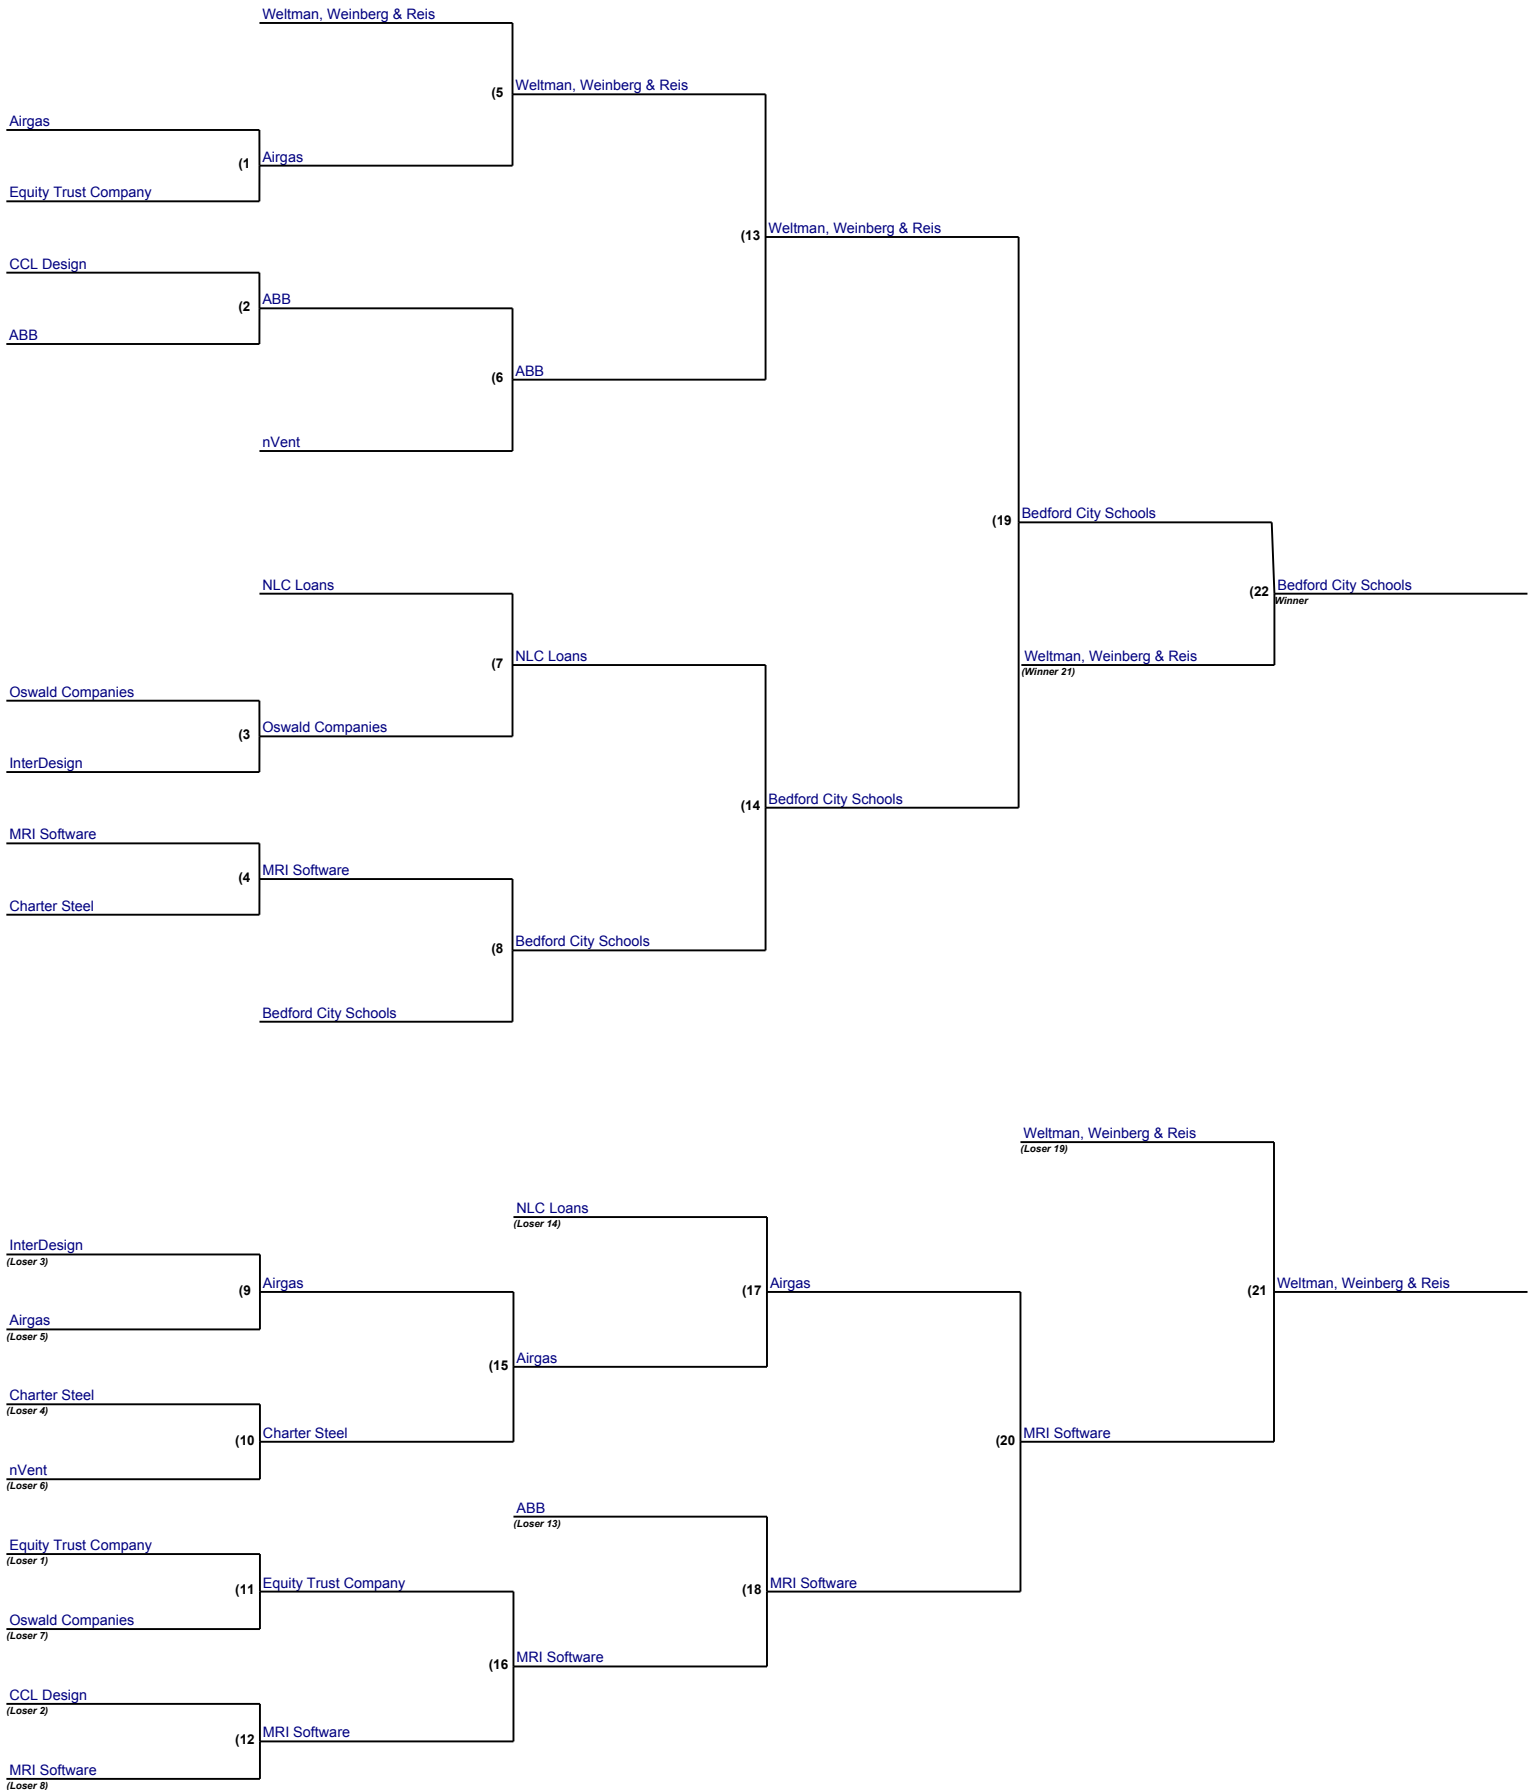 Weltman, Weinberg & Reis
(5 Weltman, Weinberg & Reis
Airgas
(1 Airgas
Equity Trust Company
(13 Weltman, Weinberg & Reis
CCL Design
(2 ABB
ABB
(6 ABB
nVent
(19 Bedford City Schools
NLC Loans
(22 Bedford City Schools
Winner
(7 NLC Loans
Weltman, Weinberg & Reis
(Winner 21)
Oswald Companies
(3 Oswald Companies
InterDesign
(14 Bedford City Schools
MRI Software
(4 MRI Software
Charter Steel
(8 Bedford City Schools
Bedford City Schools
Weltman, Weinberg & Reis
(Loser 19)
NLC Loans
(Loser 14)
InterDesign
(Loser 3)
(9 Airgas
(17 Airgas
(21 Weltman, Weinberg & Reis
Airgas
(Loser 5)
(15 Airgas
Charter Steel
(Loser 4)
(10 Charter Steel
(20 MRI Software
nVent
(Loser 6)
ABB
(Loser 13)
Equity Trust Company
(Loser 1)
(11 Equity Trust Company
(18 MRI Software
Oswald Companies
(Loser 7)
(16 MRI Software
CCL Design
(Loser 2)
(12 MRI Software
MRI Software
(Loser 8)